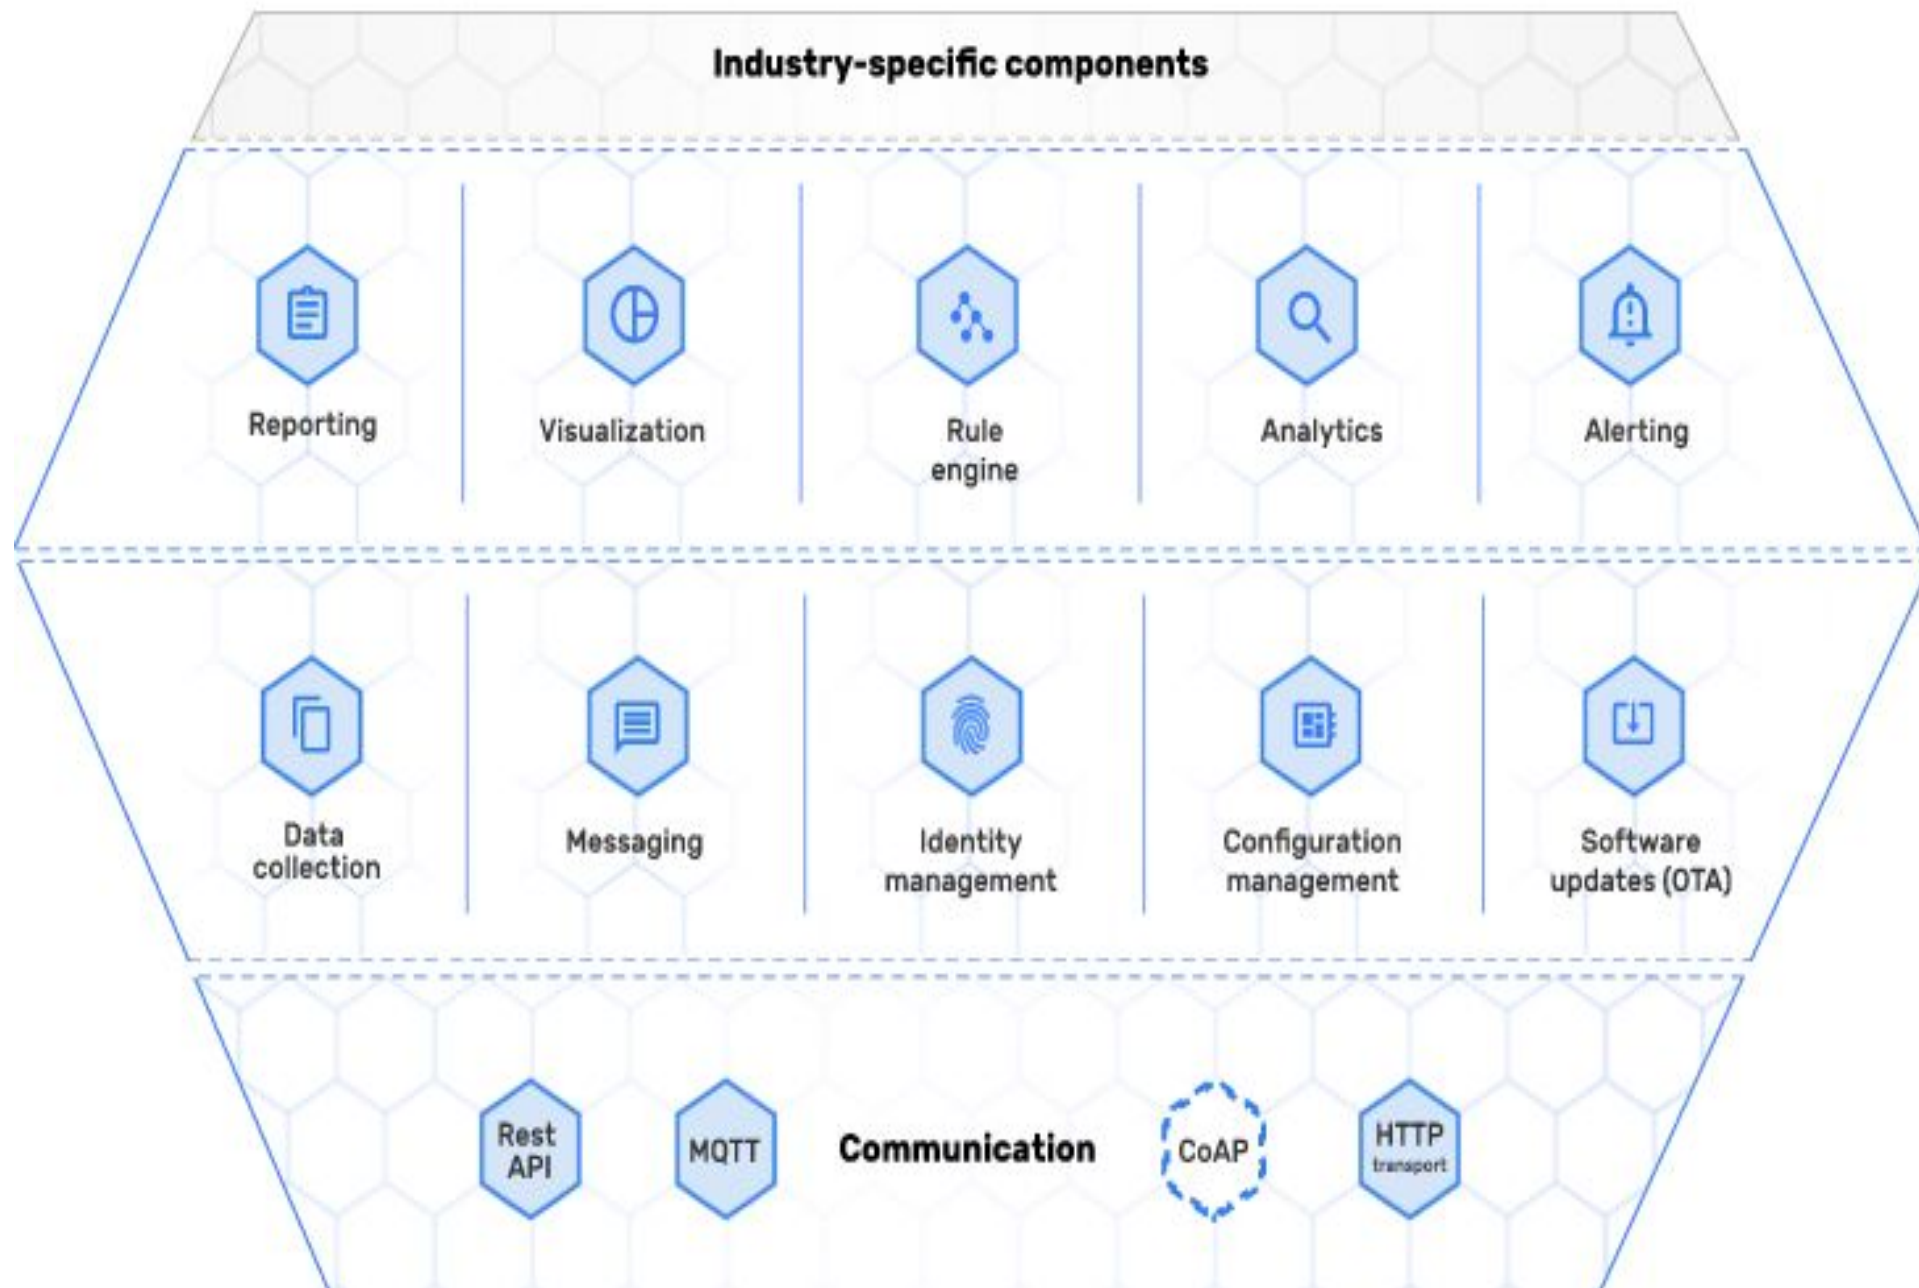 Industry-specific components
Reporting
Visualization
Rule
engine
Analytics
Alerting
Data
collection
Messaging
Identity
management
Configuration
management
Software
updates (OTA)
Rest
API
MQTT
Communication
CoAP
HTTP
transport